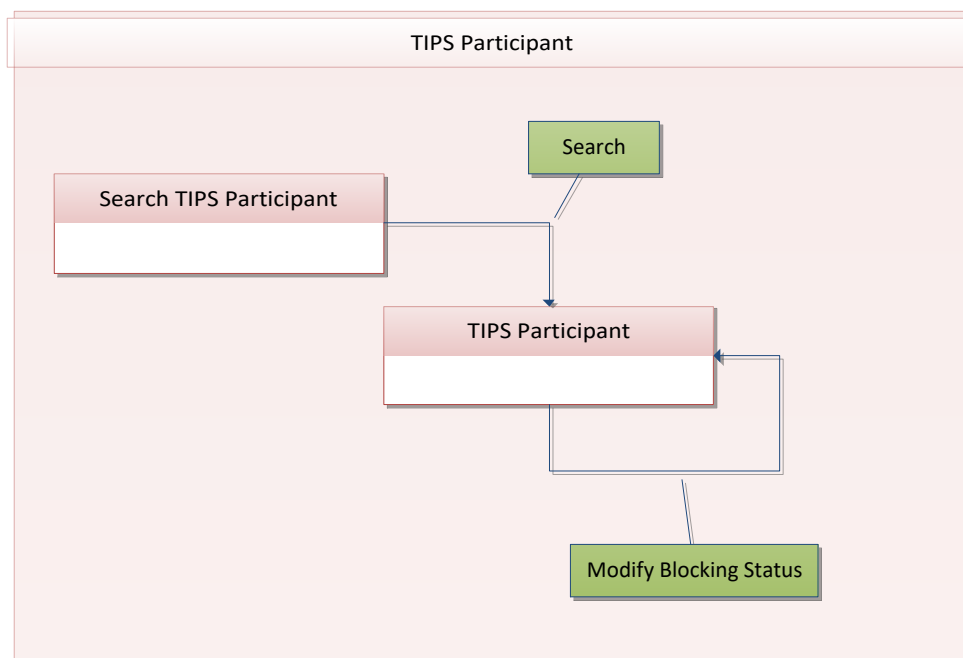 TIPS Participant
Search
Search TIPS Participant
TIPS Participant
Modify Blocking Status